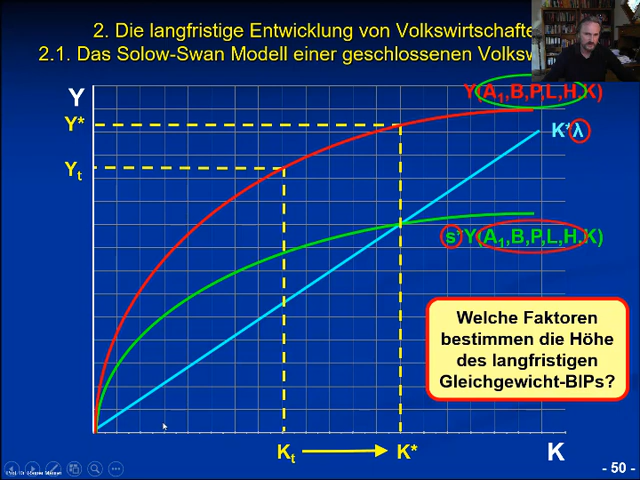 2. Die langfristige Entwicklung von Volkswirtschafte
2.1. Das Solow-Swan Modell einer geschlossenen Volksw
Y
Y(A1,B,P,L,H,K)
Y*
K*λ
Yt
s*Y(A1,B,P,L,H,K)
Welche Faktoren
bestimmen die Höhe
des langfristigen
Gleichgewicht-BIPs?
Kt
K*
K
- 50 -